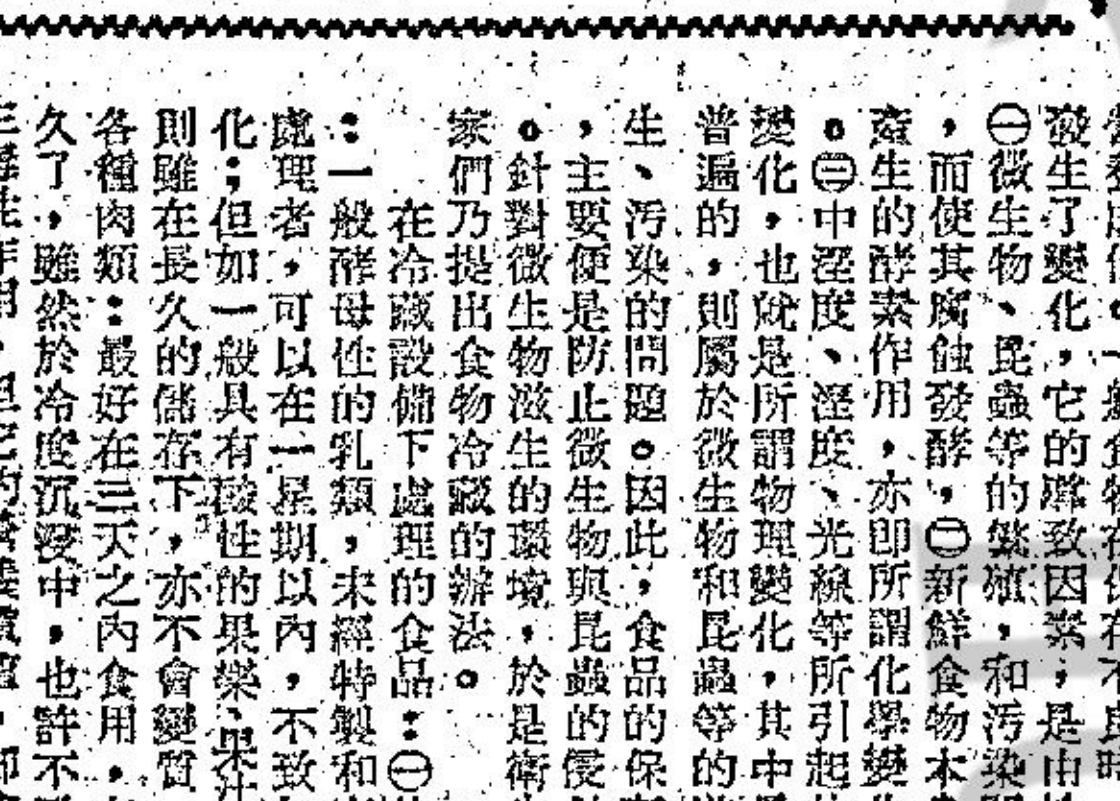 發生了變化,它的肇致因素,是由
㊀微生物、昆蟲等的繁殖,和污染
,而使其腐蝕發酵,㊁新鮮食物本
產生的酵素作用,亦即所謂化學變
。㊂中溼度、溼度、光線等所引起
變化,也就是所謂物理變化,其中
普遍的,則屬於微生物和昆蟲等的
生、污染的問題。因此,食品的保
,主要便是防止微生物與昆蟲的侵
。針對微生物滋生的環境,於是衛
家們乃提出食物冷藏的辦法。
在冷藏設備下處理的食品:㊀
:一般酵母性的乳類,未經特製和
處理者,可以在一星期以內,不致
化;但如一般具有酸性的果樂、果汁
則雖在長久的儲存下,亦不會變質
各種肉類:最好在三天之內食用,
久了,雖然於冷度沉浸中,也許不